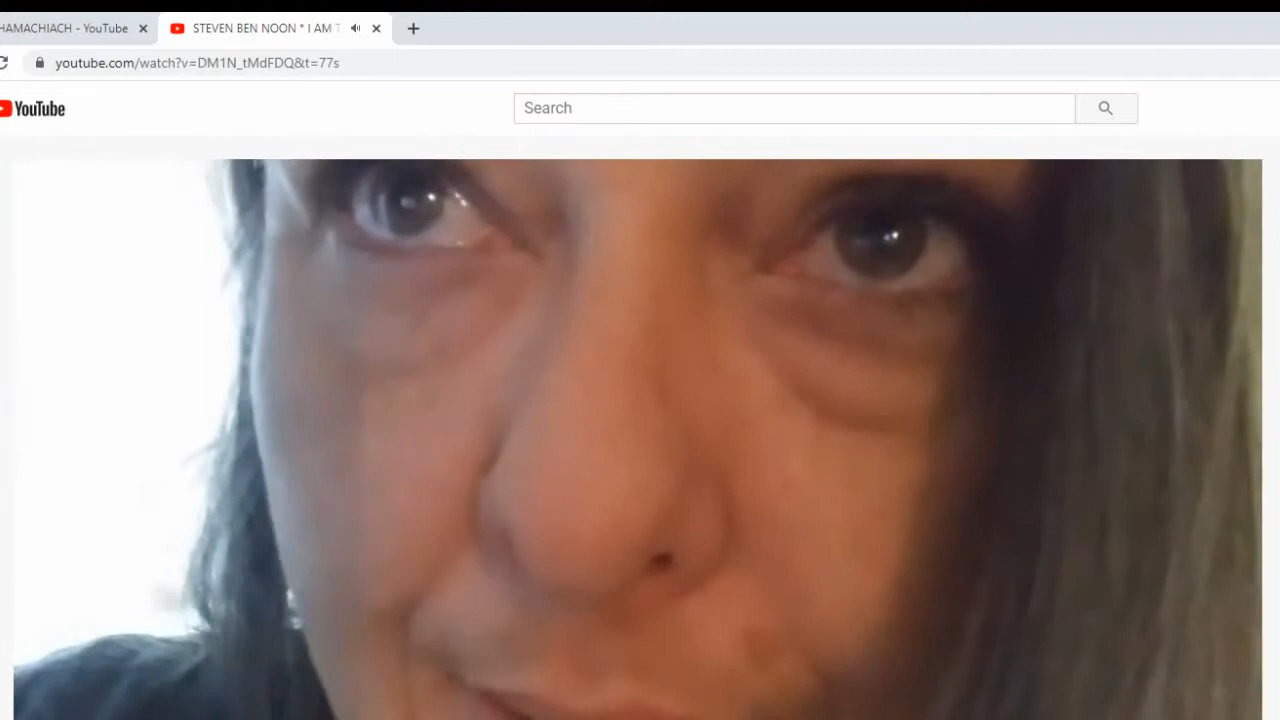 HAMACHIACH - YouTube
STEVEN BEN NOON * I AM T
youtube.com/watch?v=DM1N_tMdFDQ&t=77s
YouTube
Search